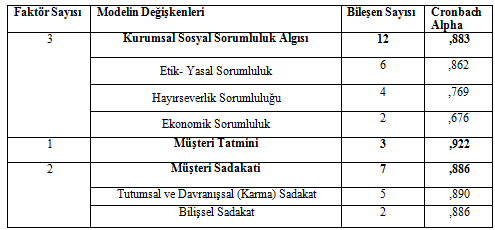 Faktör Sayısı Modelin Değişkenleri Bileşen Sayısı Cronbach
Alpha
3 Kurumsal Sosyal Sorumluluk Algısı 12 ,883
Etik- Yasal Sorumluluk 6 ,862
Hayırseverlik Sorumluluğu 4 ,769
Ekonomik Sorumluluk 2 ,676
1 Müşteri Tatmini 3 ,922
2 Müşteri Sadakati 7 ,886
Tutumsal ve Davranışsal (Karma) Sadakat 5 ,890
Bilişsel Sadakat 2 ,886